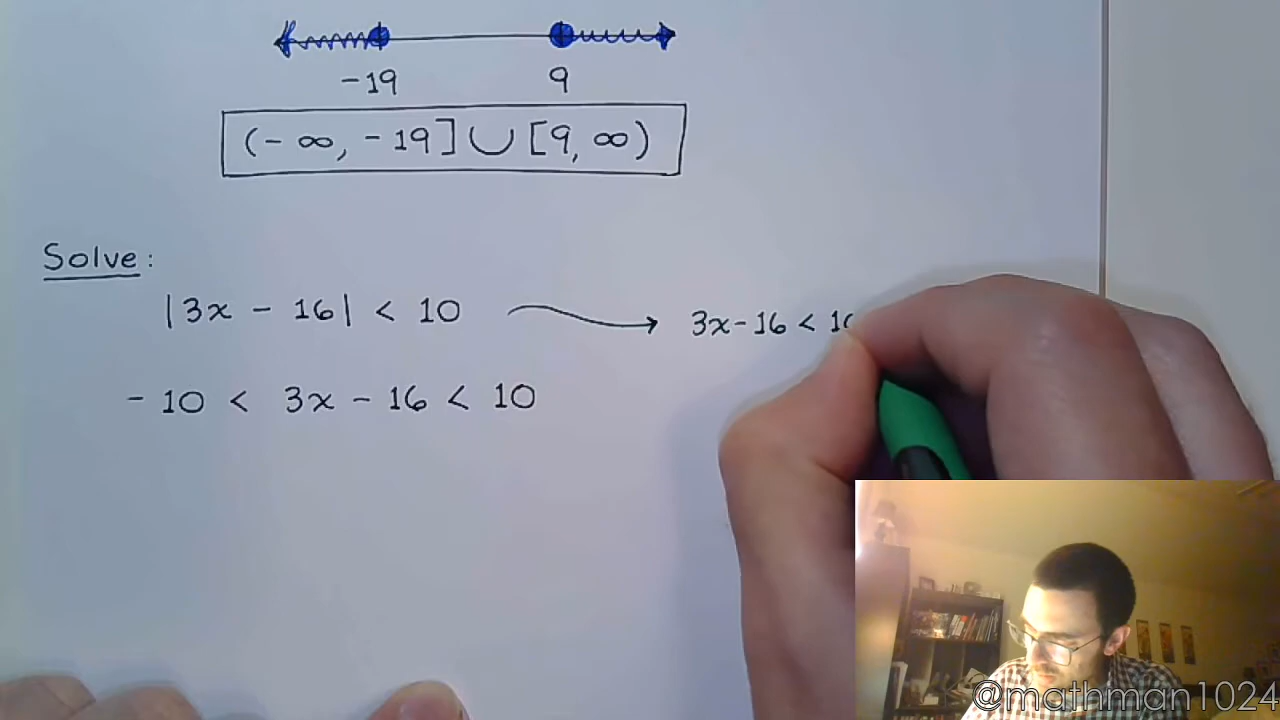 -19 9
(-∞, -19] ∪ [9, ∞)
Solve:
|3x - 16| < 10 3x - 16 <
-10 < 3x - 16 < 10
@mathman1024